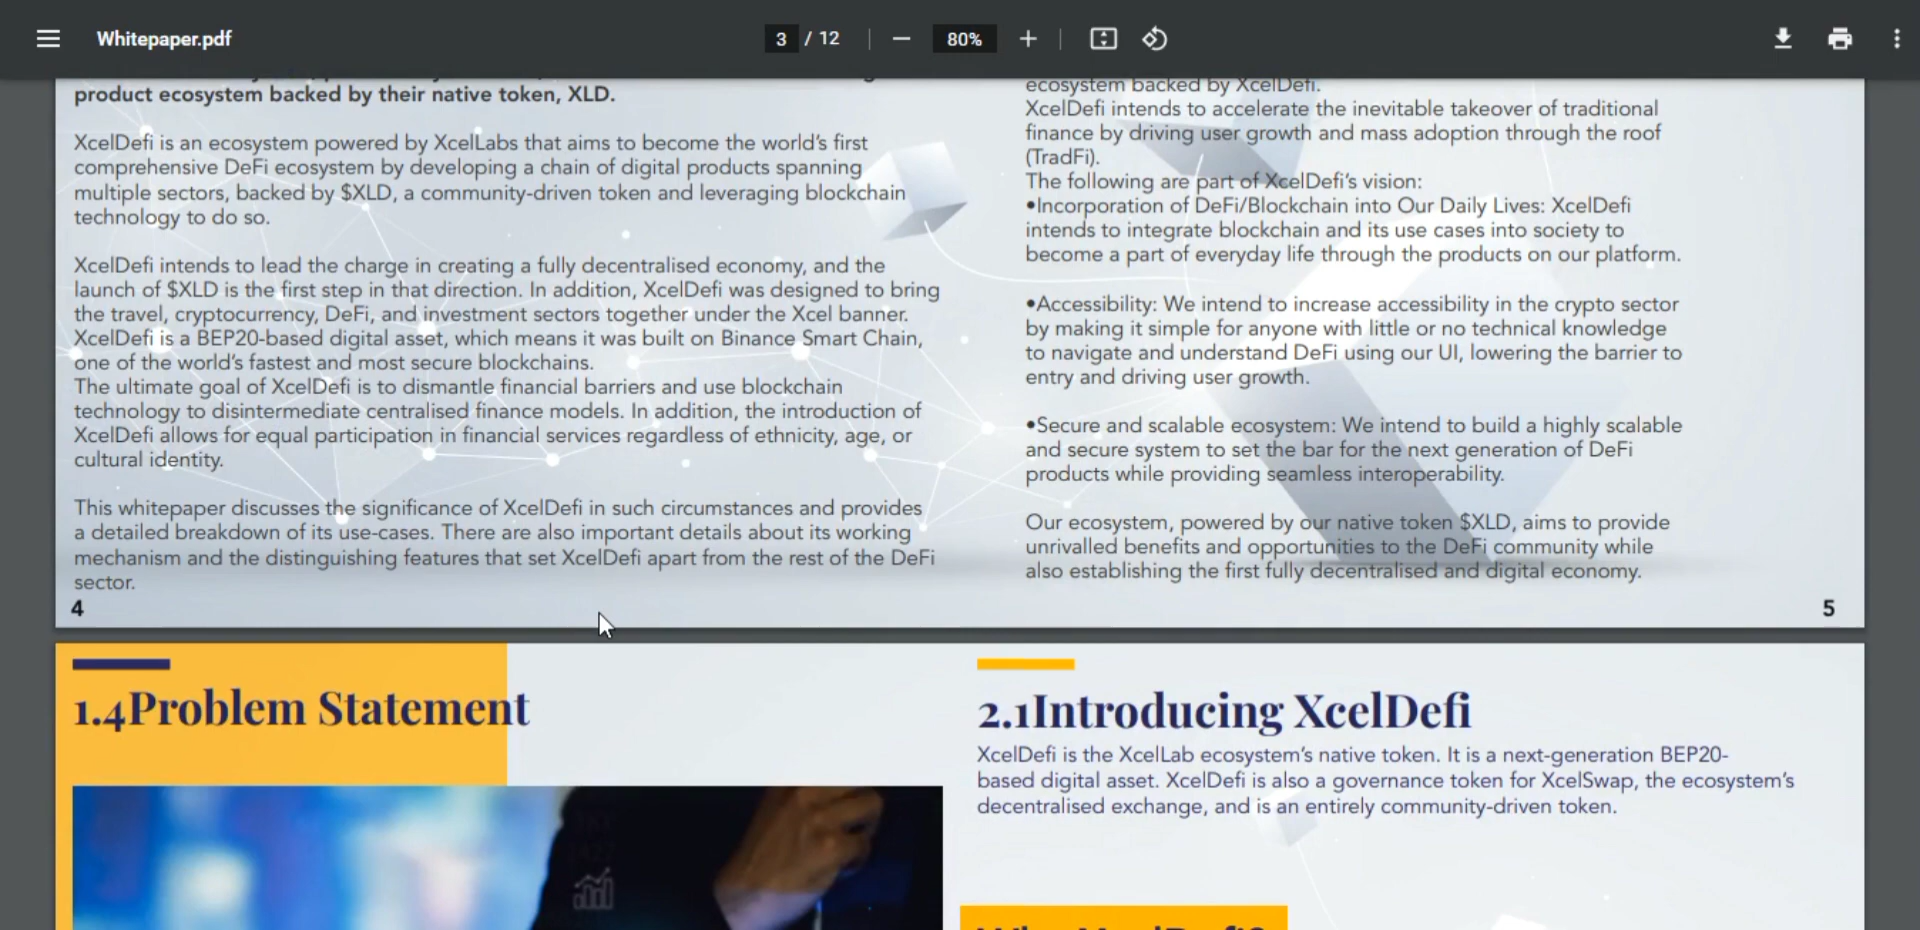 Whitepaper.pdf
3 / 12
80%
product ecosystem backed by their native token, XLD.
XcelDefi is an ecosystem powered by XcelLabs that aims to become the world's first
comprehensive DeFi ecosystem by developing a chain of digital products spanning
multiple sectors, backed by $XLD, a community-driven token and leveraging blockchain
technology to do so.
XcelDefi intends to lead the charge in creating a fully decentralised economy, and the
launch of $XLD is the first step in that direction. In addition, XcelDefi was designed to bring
the travel, cryptocurrency, DeFi, and investment sectors together under the Xcel banner.
XcelDefi is a BEP20-based digital asset, which means it was built on Binance Smart Chain,
one of the world's fastest and most secure blockchains.
The ultimate goal of XcelDefi is to dismantle financial barriers and use blockchain
technology to disintermediate centralised finance models. In addition, the introduction of
XcelDefi allows for equal participation in financial services regardless of ethnicity, age, or
cultural identity.
This whitepaper discusses the significance of XcelDefi in such circumstances and provides
a detailed breakdown of its use-cases. There are also important details about its working
mechanism and the distinguishing features that set XcelDefi apart from the rest of the DeFi
sector.
4
ecosystem backed by XcelDefi.
XcelDefi intends to accelerate the inevitable takeover of traditional
finance by driving user growth and mass adoption through the roof
(TradFi).
The following are part of XcelDefi's vision:
•Incorporation of DeFi/Blockchain into Our Daily Lives: XcelDefi
intends to integrate blockchain and its use cases into society to
become a part of everyday life through the products on our platform.
•Accessibility: We intend to increase accessibility in the crypto sector
by making it simple for anyone with little or no technical knowledge
to navigate and understand DeFi using our UI, lowering the barrier to
entry and driving user growth.
•Secure and scalable ecosystem: We intend to build a highly scalable
and secure system to set the bar for the next generation of DeFi
products while providing seamless interoperability.
Our ecosystem, powered by our native token $XLD, aims to provide
unrivalled benefits and opportunities to the DeFi community while
also establishing the first fully decentralised and digital economy.
5
1.4Problem Statement
2.1Introducing XcelDefi
XcelDefi is the XcelLab ecosystem's native token. It is a next-generation BEP20-
based digital asset. XcelDefi is also a governance token for XcelSwap, the ecosystem's
decentralised exchange, and is an entirely community-driven token.